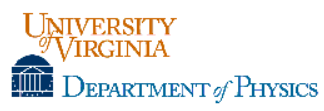 UNIVERSITY
OF VIRGINIA
DEPARTMENT of PHYSICS